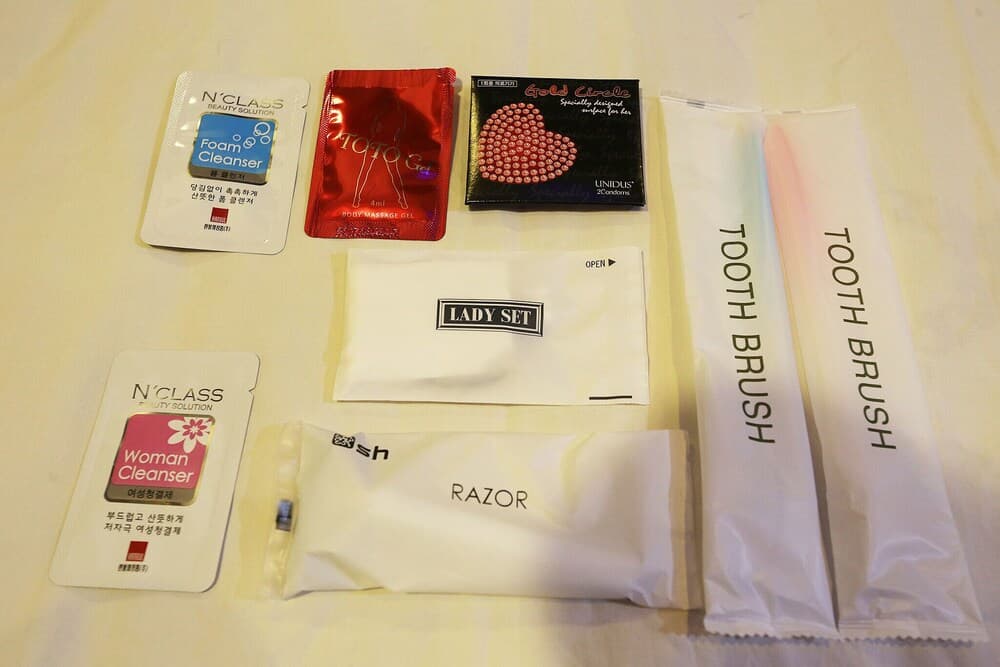 N'CLASS
BEAUTY SOLUTION
Foam
Cleanser
폼 클렌저
당김없이 촉촉하게
산뜻한 폼 클렌저
TOTO Gel
4ml
BODY MASSAGE GEL
Gold Circle
Specially designed
surface for her
UNIDUS
2Condoms
OPEN ▶
LADY SET
N'CLASS
BEAUTY SOLUTION
Woman
Cleanser
여성청결제
부드럽고 산뜻하게
저자극 여성청결제
sh
RAZOR
TOOTH BRUSH
TOOTH BRUSH